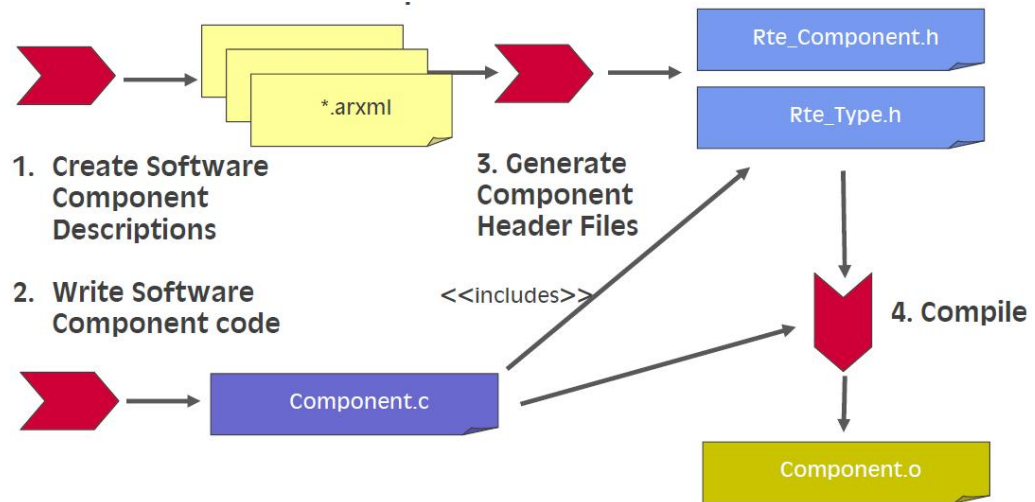 Rte_Component.h
*.arxml
Rte_Type.h
1. Create Software
Component
Descriptions
3. Generate
Component
Header Files
2. Write Software
Component code
<<includes>>
4. Compile
Component.c
Component.o